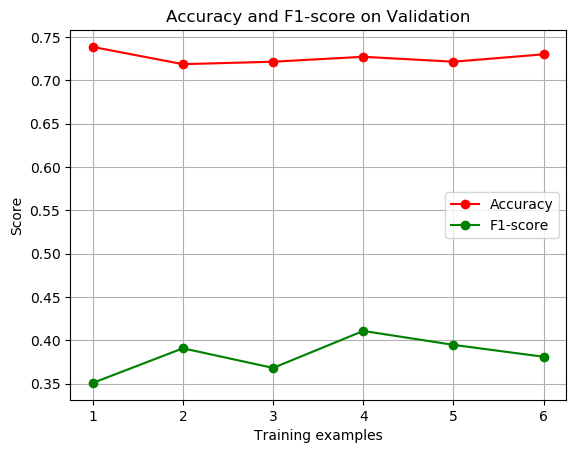 Accuracy and F1-score on Validation
0.75
0.70
0.65
0.60
0.55
0.50
0.45
0.40
0.35
Score
Accuracy
F1-score
1 2 3 4 5 6
Training examples